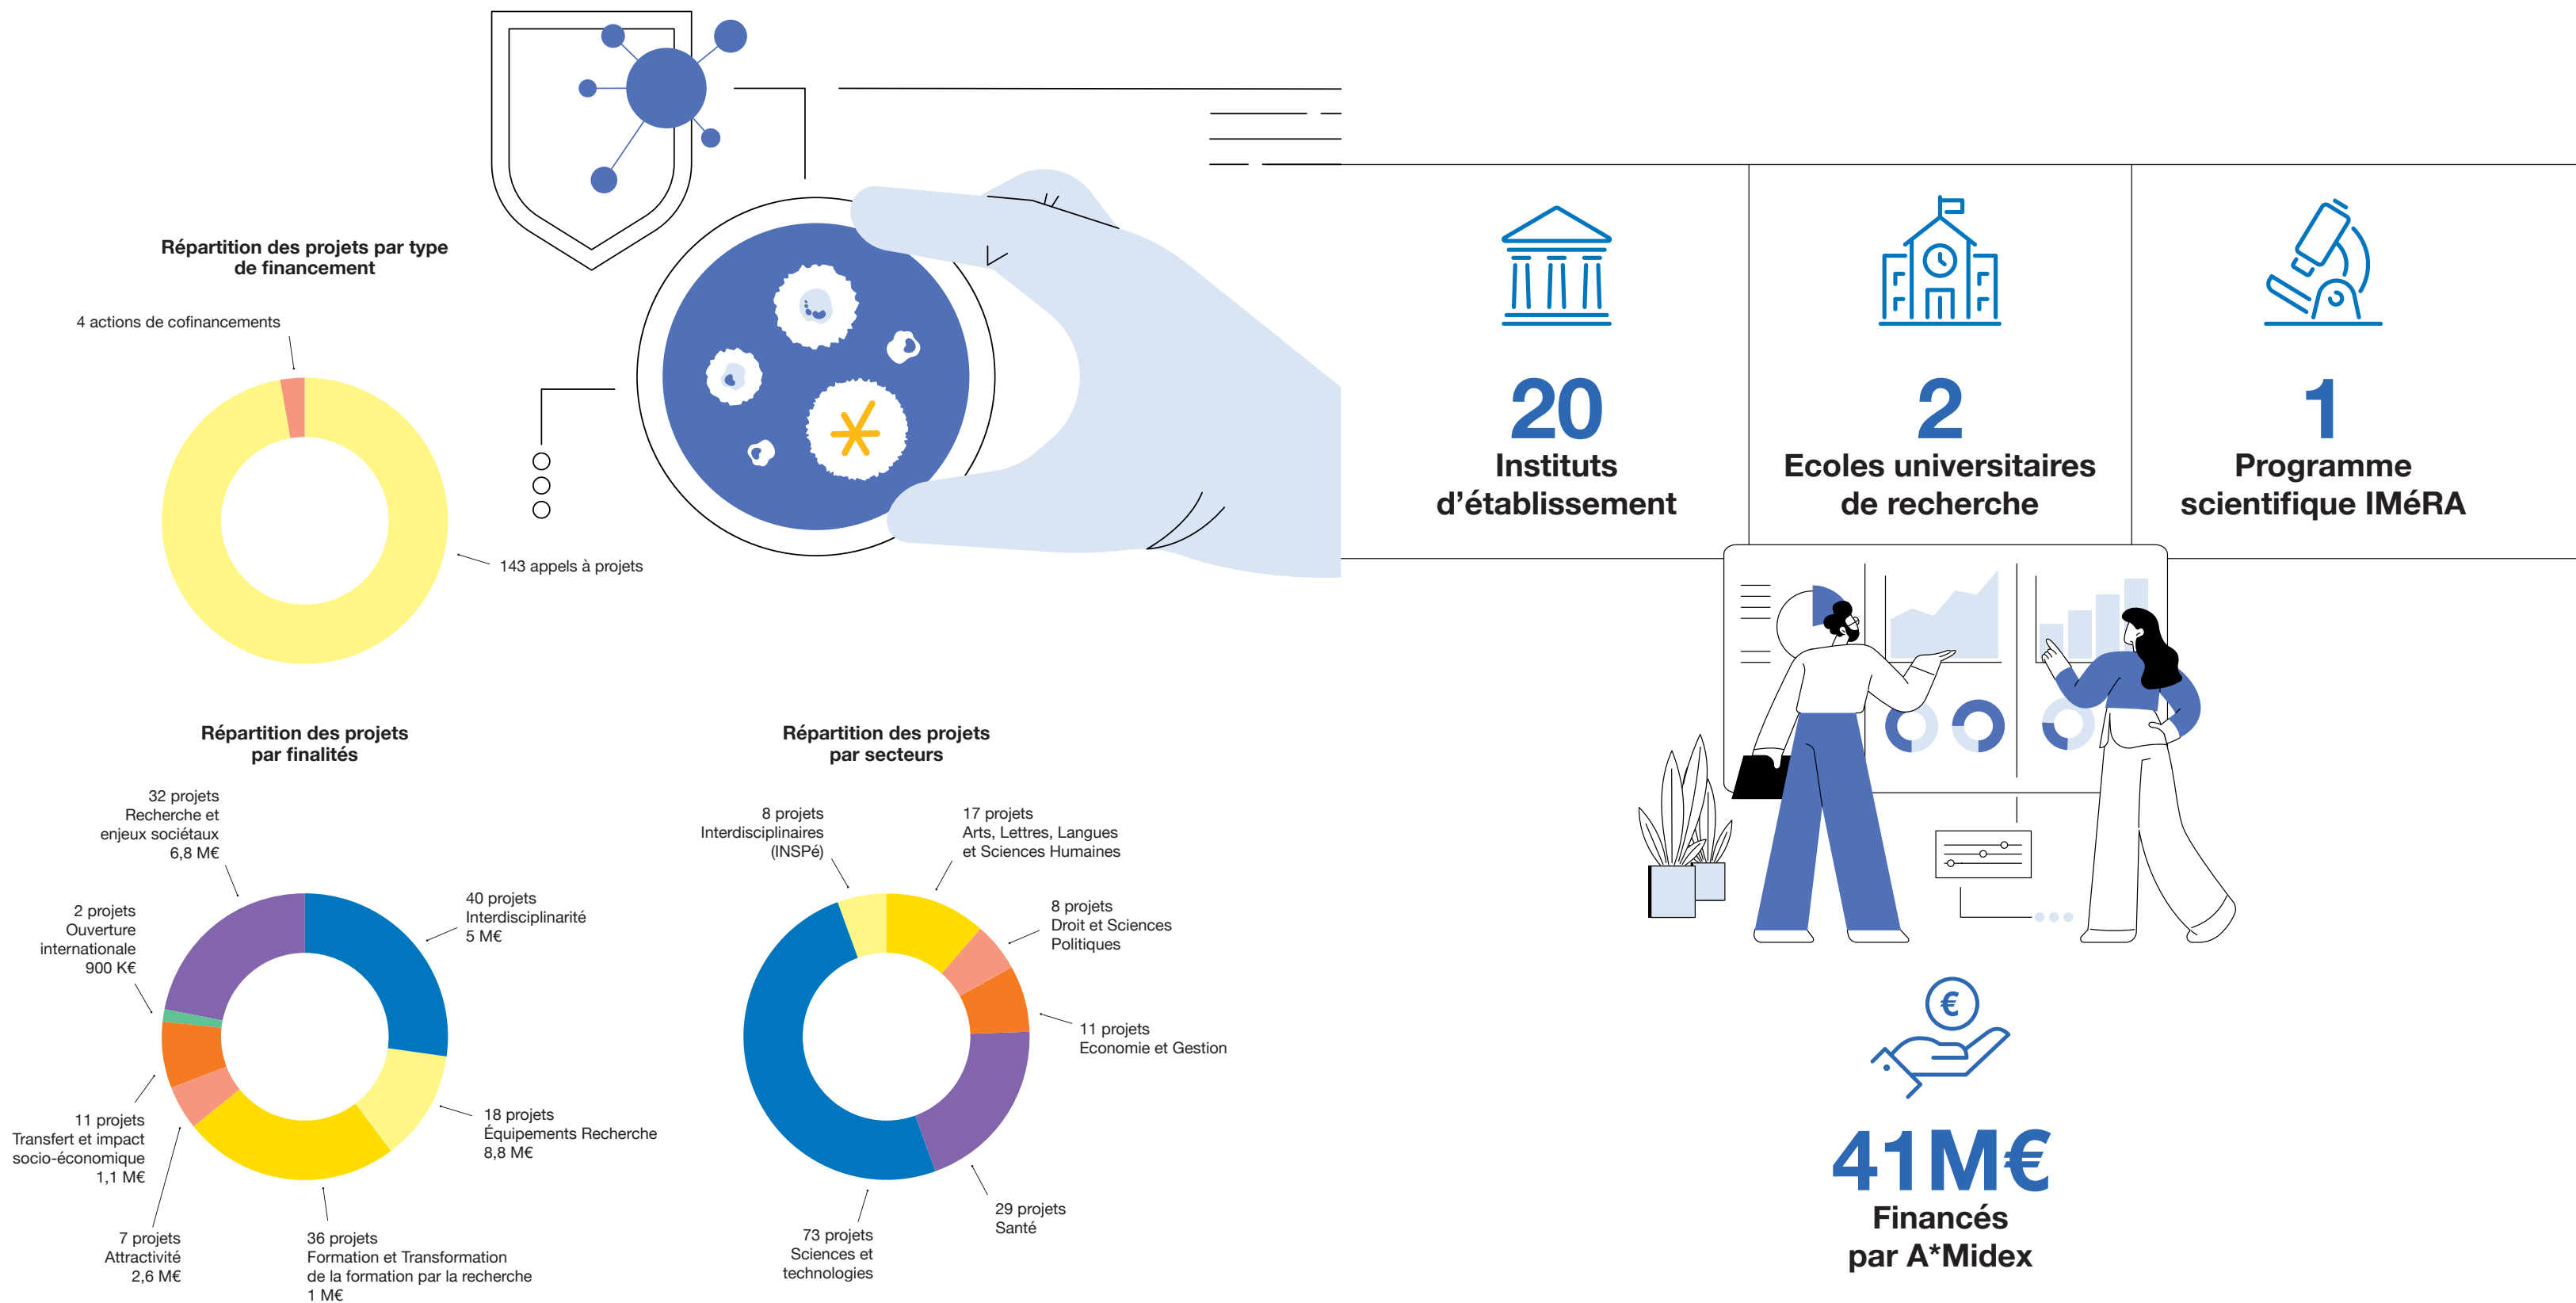 Répartition des projets par type
de financement
4 actions de cofinancements
143 appels à projets
Répartition des projets
par finalités
32 projets
Recherche et
enjeux sociétaux
6,8 M€
40 projets
Interdisciplinarité
5 M€
2 projets
Ouverture
internationale
900 K€
18 projets
Équipements Recherche
8,8 M€
11 projets
Transfert et impact
socio-économique
1,1 M€
7 projets
Attractivité
2,6 M€
36 projets
Formation et Transformation
de la formation par la recherche
1 M€
Répartition des projets
par secteurs
8 projets
Interdisciplinaires
(INSPé)
17 projets
Arts, Lettres, Langues
et Sciences Humaines
8 projets
Droit et Sciences
Politiques
11 projets
Economie et Gestion
29 projets
Santé
73 projets
Sciences et
technologies
20
Instituts
d’établissement
2
Ecoles universitaires
de recherche
1
Programme
scientifique IMéRA
€
41M€
Financés
par A*Midex